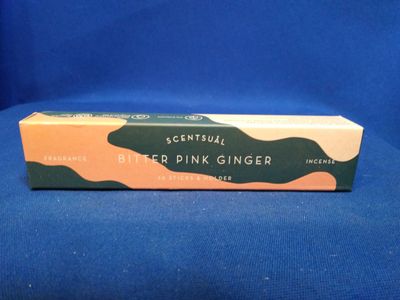 SCENTSUÅL
FRAGRANCE
BITTER PINK GINGER
INCENSE
STICKS & HOLDER